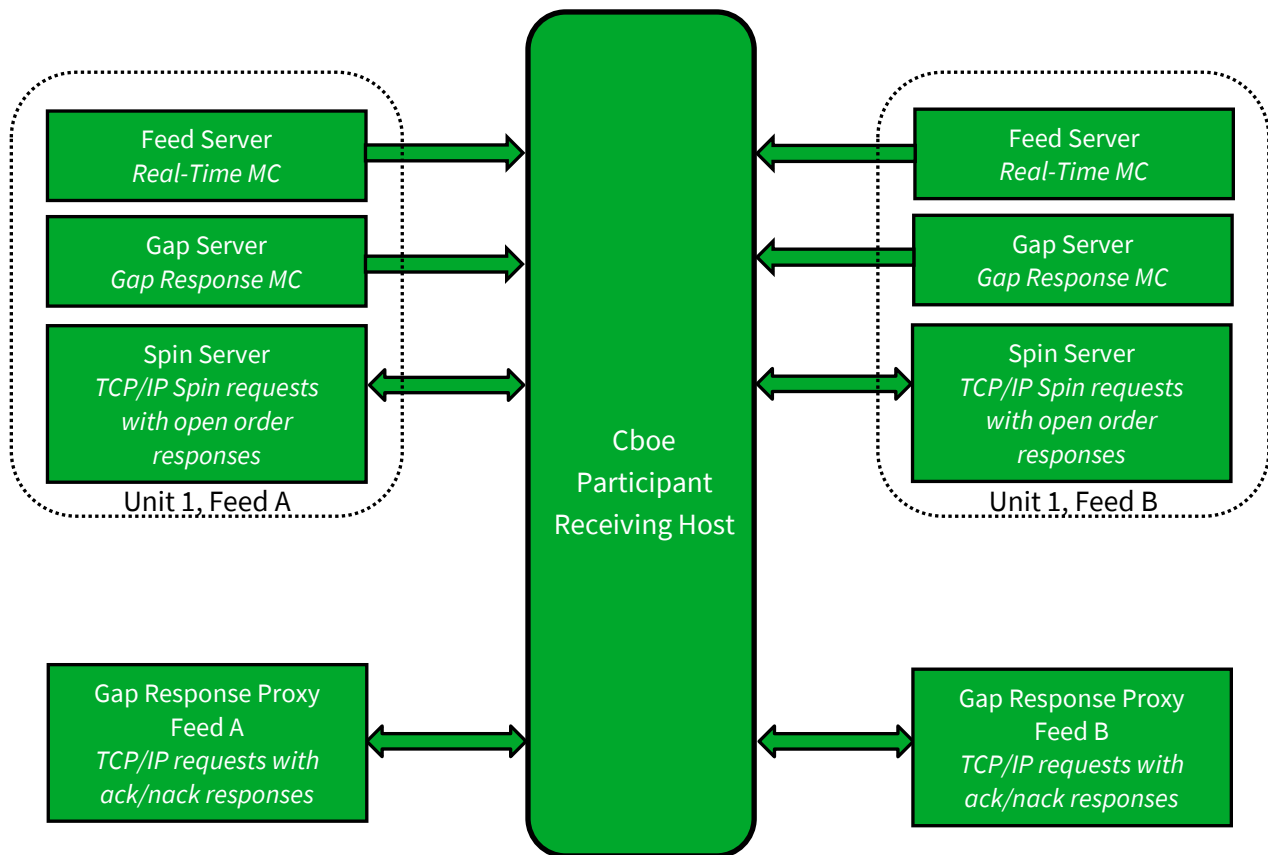 Feed Server
Real-Time MC
Gap Server
Gap Response MC
Spin Server
TCP/IP Spin requests
with open order
responses
Unit 1, Feed A
Gap Response Proxy
Feed A
TCP/IP requests with
ack/nack responses
Cboe
Participant
Receiving Host
Feed Server
Real-Time MC
Gap Server
Gap Response MC
Spin Server
TCP/IP Spin requests
with open order
responses
Unit 1, Feed B
Gap Response Proxy
Feed B
TCP/IP requests with
ack/nack responses